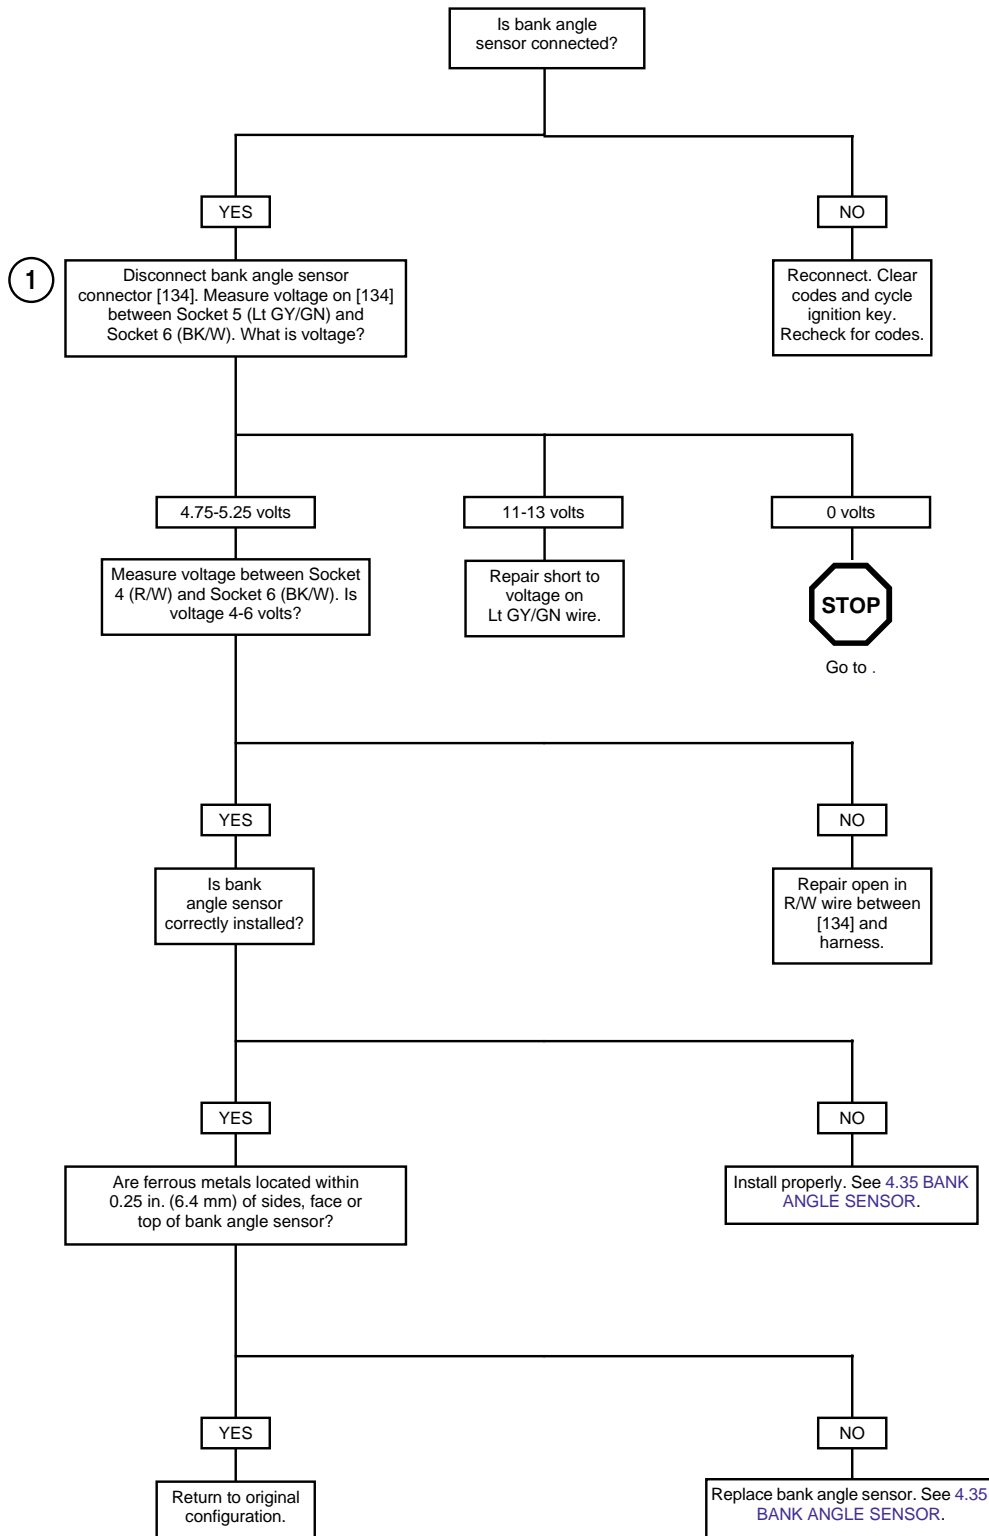 Is bank angle
sensor connected?
YES
NO
1
Disconnect bank angle sensor
connector [134]. Measure voltage on [134]
between Socket 5 (Lt GY/GN) and
Socket 6 (BK/W). What is voltage?
Reconnect. Clear
codes and cycle
ignition key.
Recheck for codes.
4.75-5.25 volts
11-13 volts
0 volts
Measure voltage between Socket
4 (R/W) and Socket 6 (BK/W). Is
voltage 4-6 volts?
Repair short to
voltage on
Lt GY/GN wire.
STOP
Go to .
YES
NO
Is bank
angle sensor
correctly installed?
Repair open in
R/W wire between
[134] and
harness.
YES
NO
Are ferrous metals located within
0.25 in. (6.4 mm) of sides, face or
top of bank angle sensor?
Install properly. See 4.35 BANK
ANGLE SENSOR.
YES
NO
Return to original
configuration.
Replace bank angle sensor. See 4.35
BANK ANGLE SENSOR.